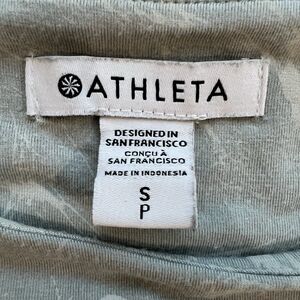 ATHLETA
DESIGNED IN
SAN FRANCISCO
CONÇU À
SAN FRANCISCO
MADE IN INDONESIA
S
P